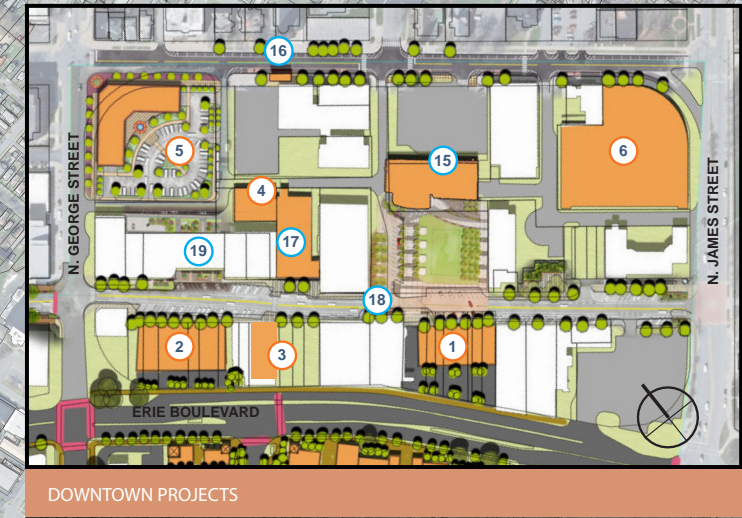 16
N. GEORGE STREET
5
15
6
4
N. JAMES STREET
17
19
18
2
3
1
ERIE BOULEVARD
DOWNTOWN PROJECTS